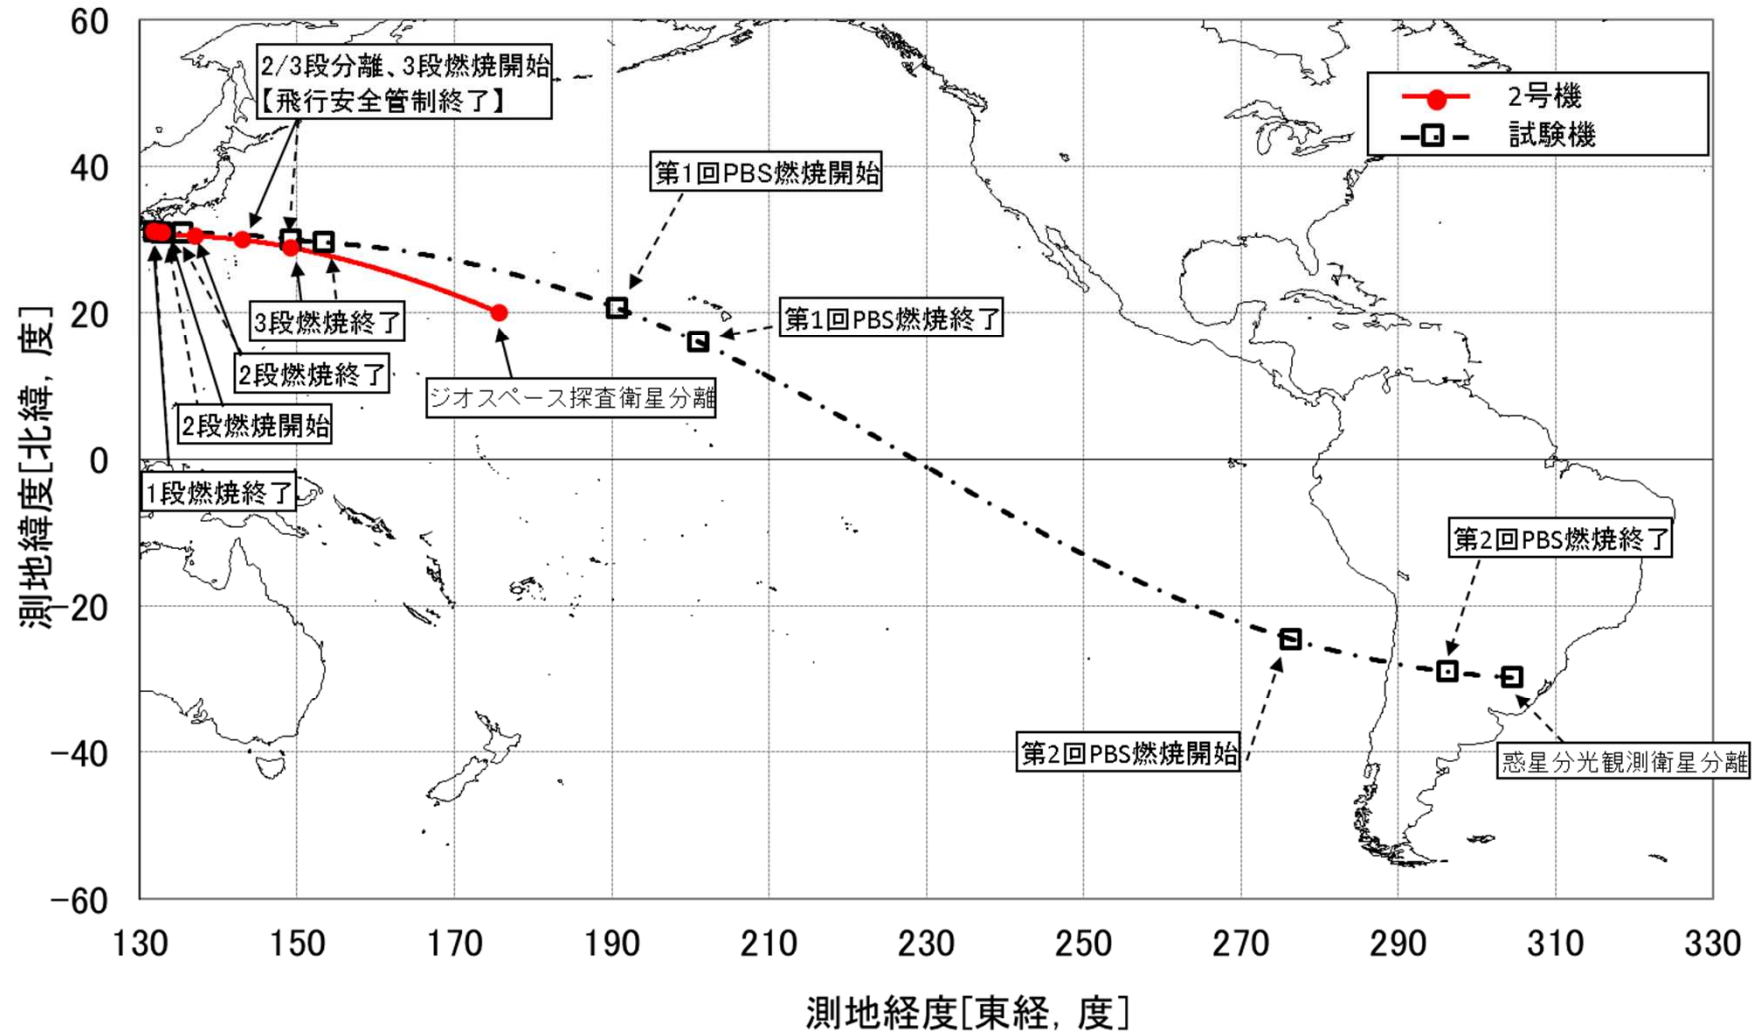 2/3段分離、3段燃焼開始
【飛行安全管制終了】
2号機
試験機
第1回PBS燃焼開始
第1回PBS燃焼終了
3段燃焼終了
2段燃焼終了
ジオスペース探査衛星分離
2段燃焼開始
1段燃焼終了
第2回PBS燃焼終了
第2回PBS燃焼開始
惑星分光観測衛星分離
測地緯度[北緯, 度]
60
40
20
0
-20
-40
-60
130 150 170 190 210 230 250 270 290 310 330
測地経度[東経, 度]